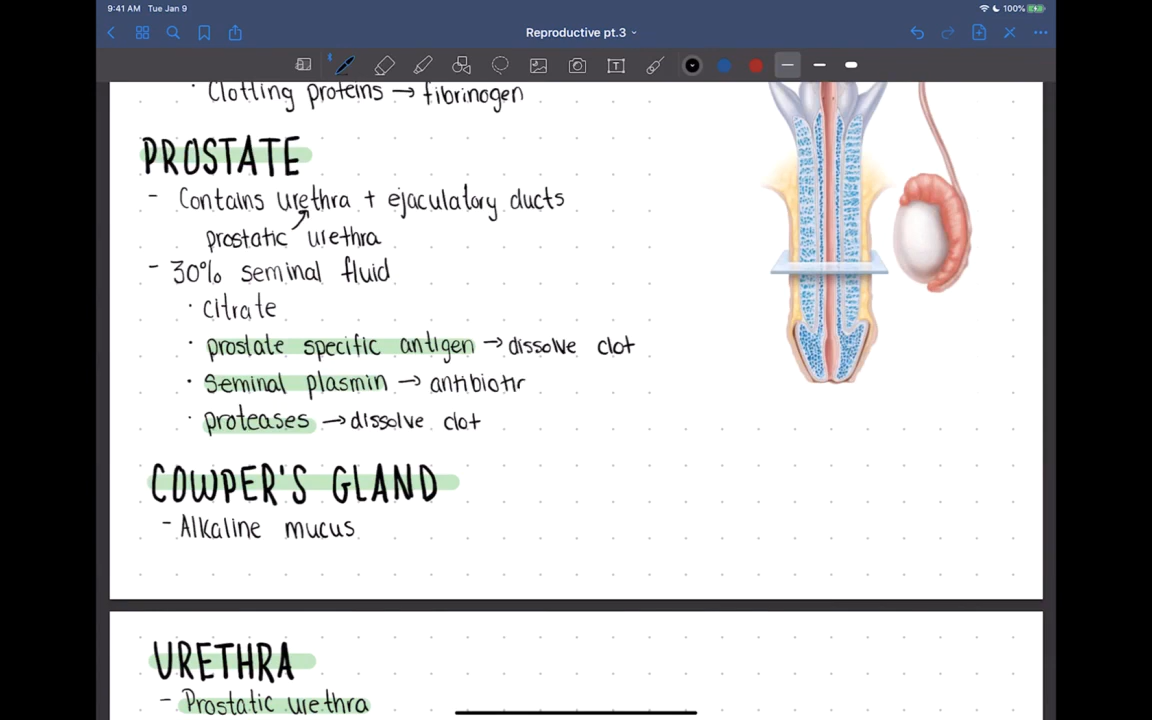 9:41 AM Tue Jan 9
100%
Reproductive pt.3
· Clotting proteins → fibrinogen
PROSTATE
- Contains urethra + ejaculatory ducts
prostatic urethra
- 30% seminal fluid
· citrate
· prostate specific antigen → dissolve clot
· Seminal plasmin → antibiotic
· proteases → dissolve clot
COWPER'S GLAND
- Alkaline mucus
URETHRA
- Prostatic urethra